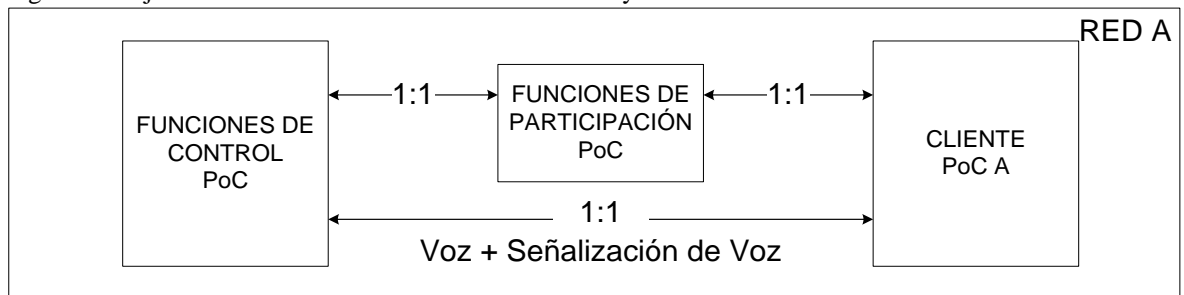 RED A
FUNCIONES DE
CONTROL
PoC
1:1
FUNCIONES DE
PARTICIPACIÓN
PoC
1:1
CLIENTE
PoC A
1:1
Voz + Señalización de Voz